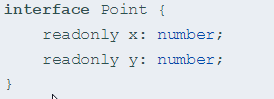 interface Point {
    readonly x: number;
    readonly y: number;
}